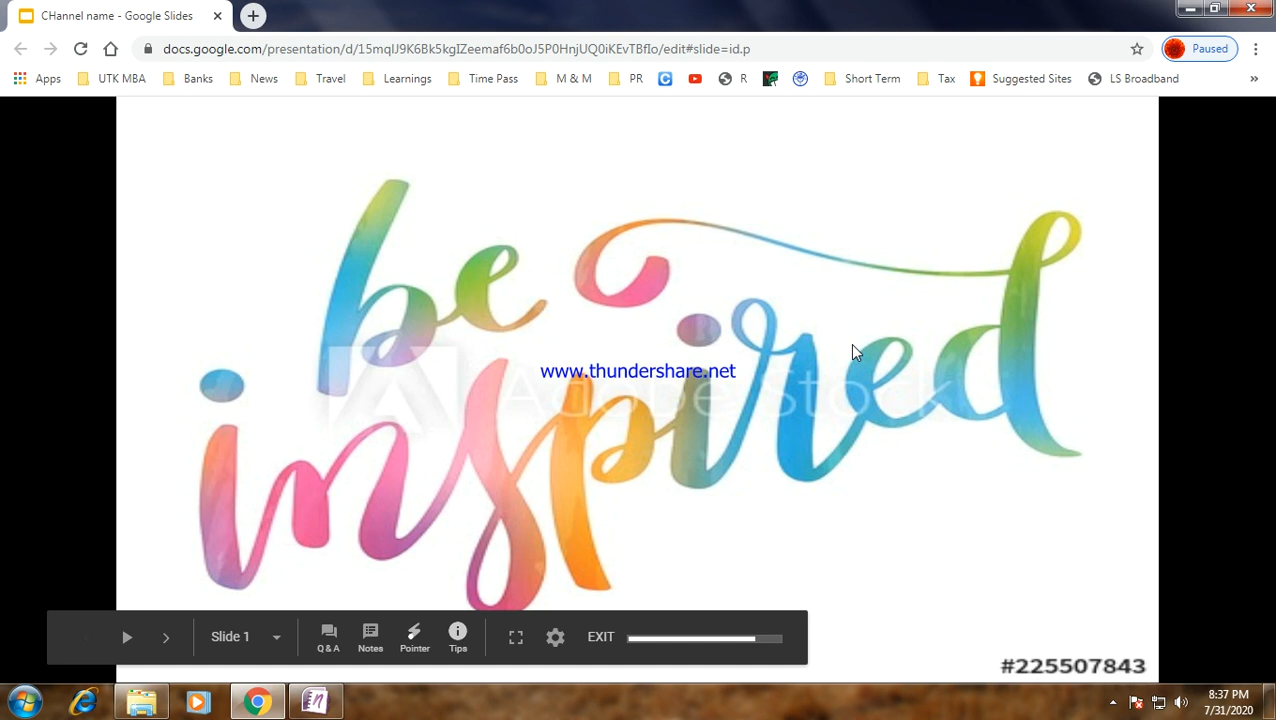 CHannel name - Google Slides
docs.google.com/presentation/d/15mqIJ9K6Bk5kgIZeemaf6b0oJ5P0HnjUQ0iKEvTBfIo/edit#slide=id.p
Paused
Apps UTK MBA Banks News Travel Learnings Time Pass M & M PR R Short Term Tax Suggested Sites LS Broadband »
be
inspired
www.thundershare.net
Adobe Stock
Slide 1 Q & A Notes Pointer Tips EXIT
#225507843
8:37 PM
7/31/2020